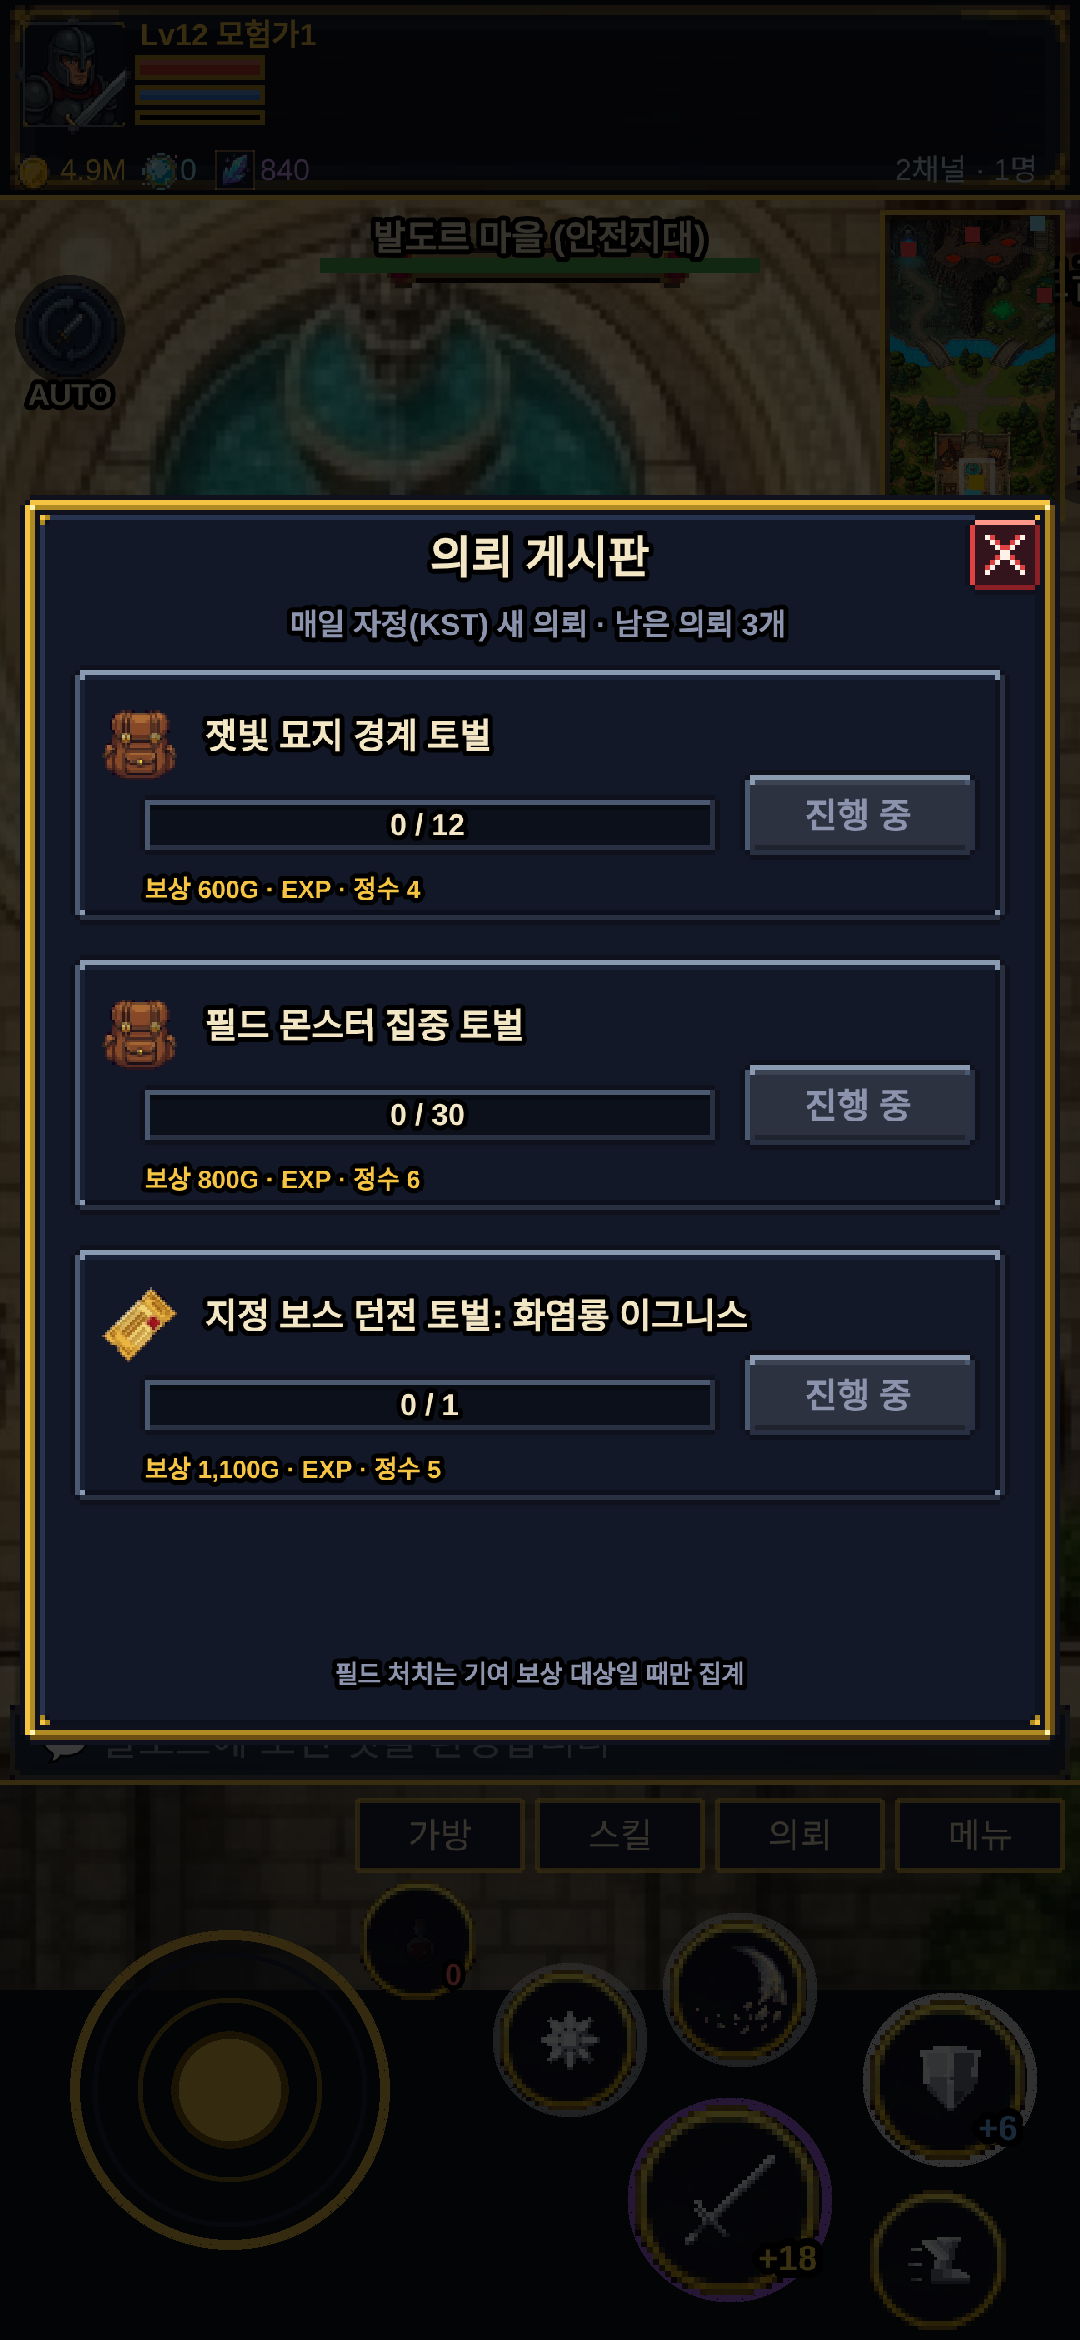 Lv12 모험가1
4.9M 0 840 2채널 · 1명
발도르 마을 (안전지대)
AUTO
의뢰 게시판
매일 자정(KST) 새 의뢰 · 남은 의뢰 3개
잿빛 묘지 경계 토벌
0 / 12
진행 중
보상 600G · EXP · 정수 4
필드 몬스터 집중 토벌
0 / 30
진행 중
보상 800G · EXP · 정수 6
지정 보스 던전 토벌: 화염룡 이그니스
0 / 1
진행 중
보상 1,100G · EXP · 정수 5
필드 처치는 기여 보상 대상일 때만 집계
가방 스킬 의뢰 메뉴
0
+6
+18